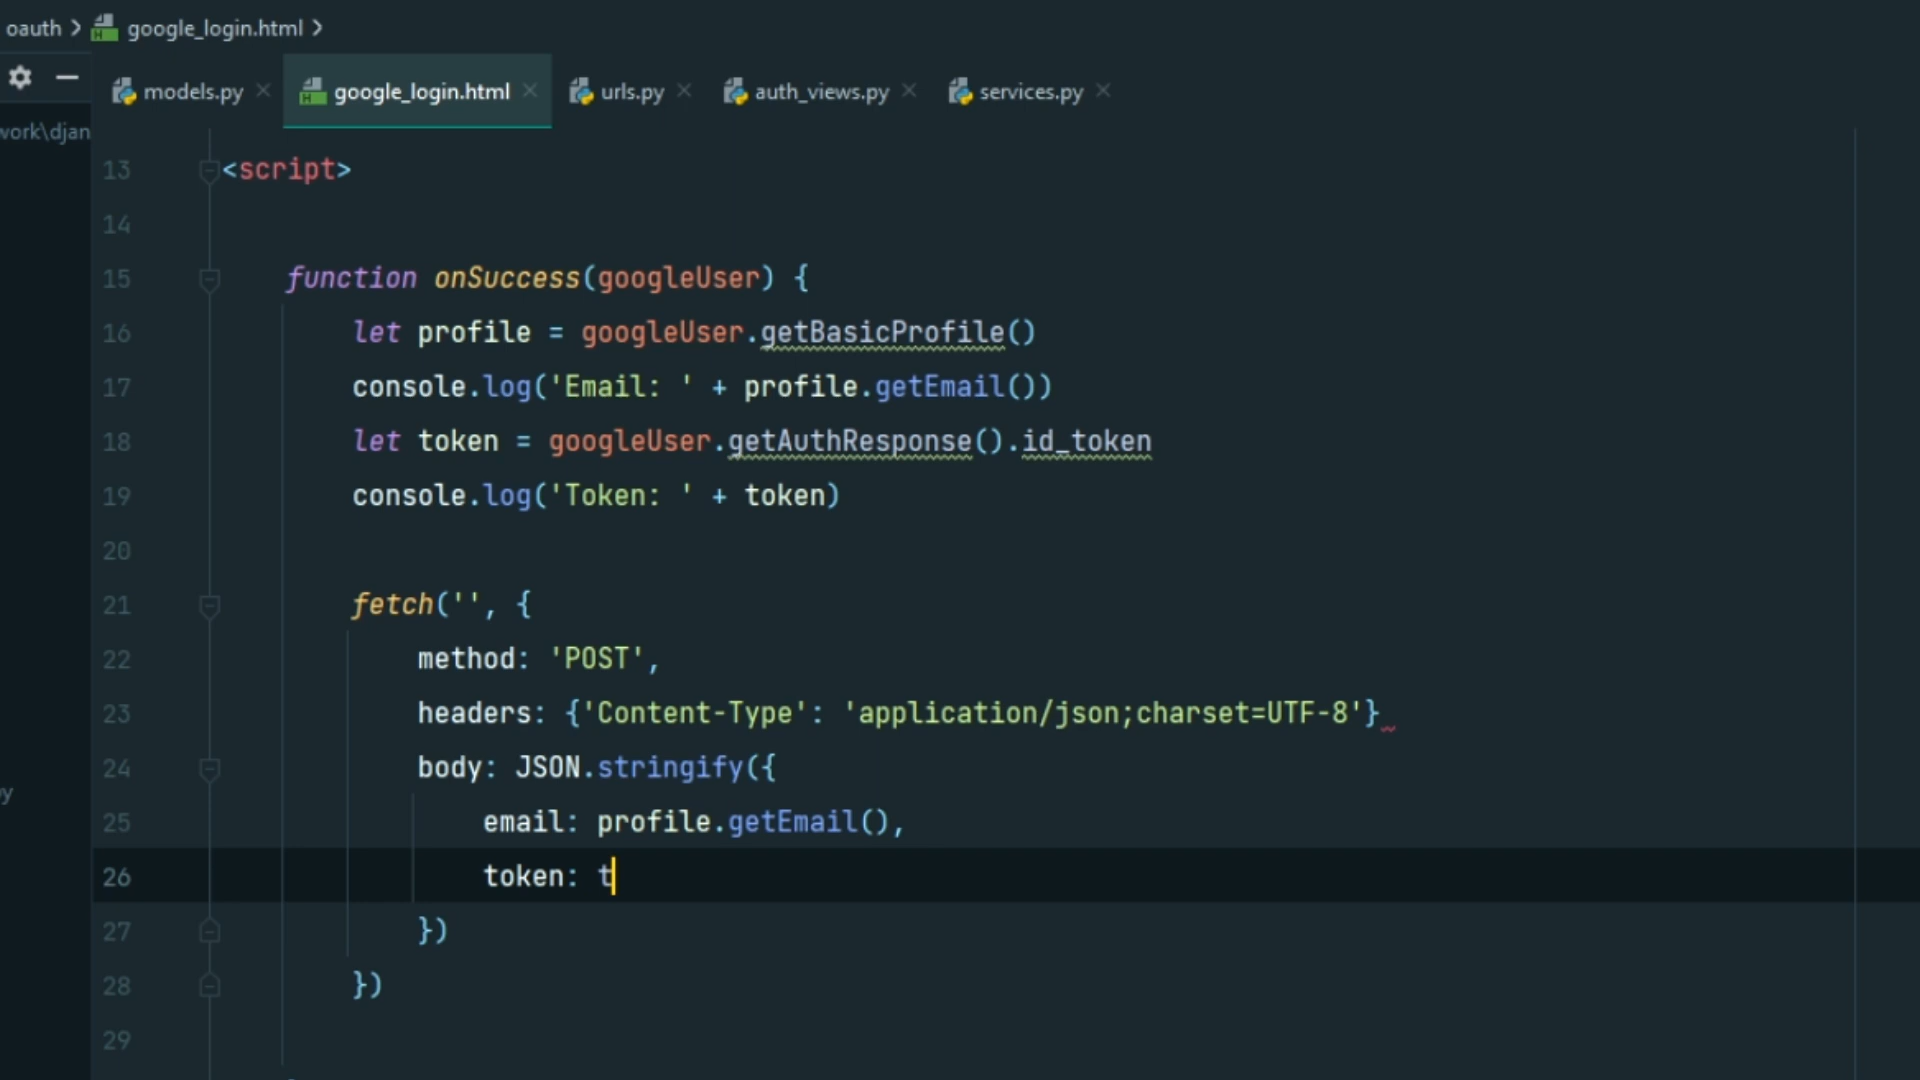 oauth > google_login.html >
models.py × google_login.html × urls.py × auth_views.py × services.py ×
work\djan
13 <script>
14
15 function onSuccess(googleUser) {
16 let profile = googleUser.getBasicProfile()
17 console.log('Email: ' + profile.getEmail())
18 let token = googleUser.getAuthResponse().id_token
19 console.log('Token: ' + token)
20
21 fetch('', {
22 method: 'POST',
23 headers: {'Content-Type': 'application/json;charset=UTF-8'}
24 body: JSON.stringify({
y
25 email: profile.getEmail(),
26 token: t
27 })
28 })
29